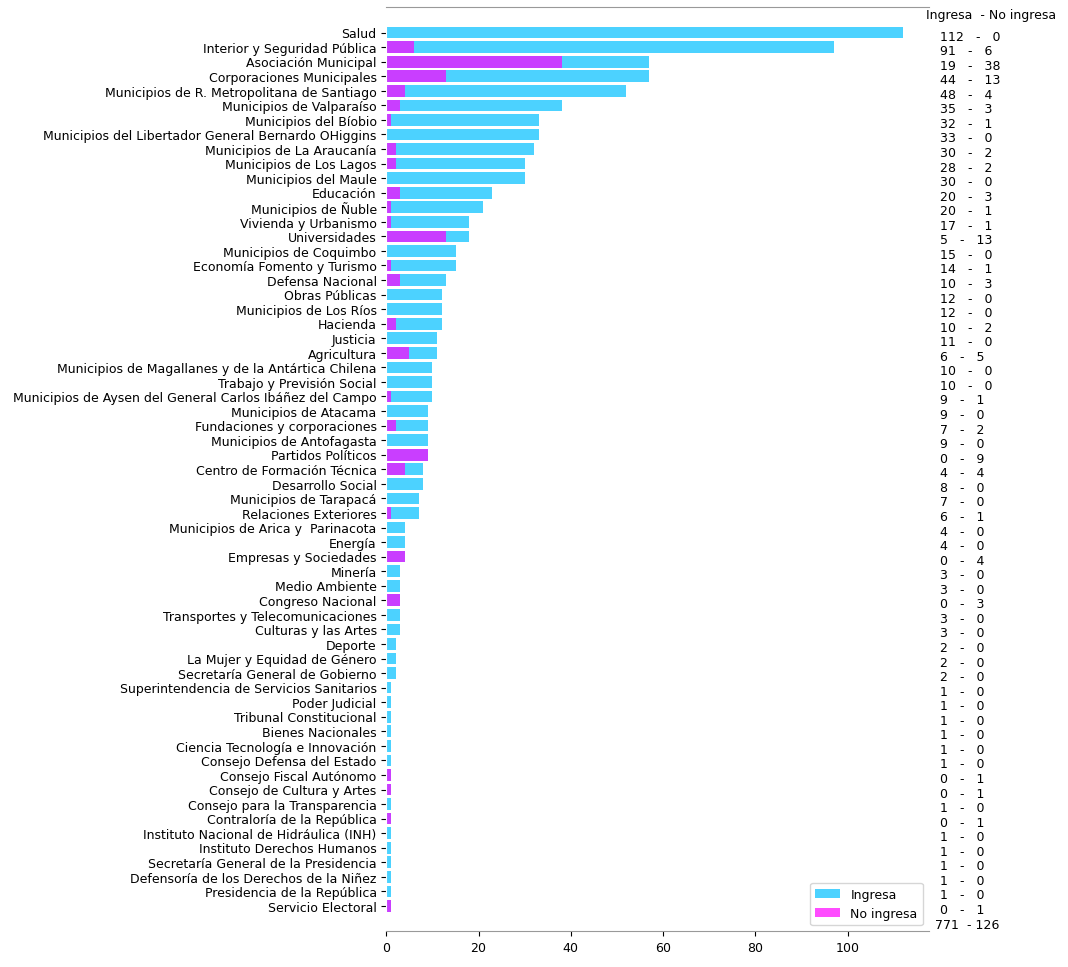 Ingresa - No ingresa
Salud 112 - 0
Interior y Seguridad Pública 91 - 6
Asociación Municipal 19 - 38
Corporaciones Municipales 44 - 13
Municipios de R. Metropolitana de Santiago 48 - 4
Municipios de Valparaíso 35 - 3
Municipios del Bíobio 32 - 1
Municipios del Libertador General Bernardo OHiggins 33 - 0
Municipios de La Araucanía 30 - 2
Municipios de Los Lagos 28 - 2
Municipios del Maule 30 - 0
Educación 20 - 3
Municipios de Ñuble 20 - 1
Vivienda y Urbanismo 17 - 1
Universidades 5 - 13
Municipios de Coquimbo 15 - 0
Economía Fomento y Turismo 14 - 1
Defensa Nacional 10 - 3
Obras Públicas 12 - 0
Municipios de Los Ríos 12 - 0
Hacienda 10 - 2
Justicia 11 - 0
Agricultura 6 - 5
Municipios de Magallanes y de la Antártica Chilena 10 - 0
Trabajo y Previsión Social 10 - 0
Municipios de Aysen del General Carlos Ibáñez del Campo 9 - 1
Municipios de Atacama 9 - 0
Fundaciones y corporaciones 7 - 2
Municipios de Antofagasta 9 - 0
Partidos Políticos 0 - 9
Centro de Formación Técnica 4 - 4
Desarrollo Social 8 - 0
Municipios de Tarapacá 7 - 0
Relaciones Exteriores 6 - 1
Municipios de Arica y  Parinacota 4 - 0
Energía 4 - 0
Empresas y Sociedades 0 - 4
Minería 3 - 0
Medio Ambiente 3 - 0
Congreso Nacional 0 - 3
Transportes y Telecomunicaciones 3 - 0
Culturas y las Artes 3 - 0
Deporte 2 - 0
La Mujer y Equidad de Género 2 - 0
Secretaría General de Gobierno 2 - 0
Superintendencia de Servicios Sanitarios 1 - 0
Poder Judicial 1 - 0
Tribunal Constitucional 1 - 0
Bienes Nacionales 1 - 0
Ciencia Tecnología e Innovación 1 - 0
Consejo Defensa del Estado 1 - 0
Consejo Fiscal Autónomo 0 - 1
Consejo de Cultura y Artes 0 - 1
Consejo para la Transparencia 1 - 0
Contraloría de la República 0 - 1
Instituto Nacional de Hidráulica (INH) 1 - 0
Instituto Derechos Humanos 1 - 0
Secretaría General de la Presidencia 1 - 0
Defensoría de los Derechos de la Niñez 1 - 0
Presidencia de la República 1 - 0
Servicio Electoral 0 - 1
771 - 126
Ingresa
No ingresa
0 20 40 60 80 100